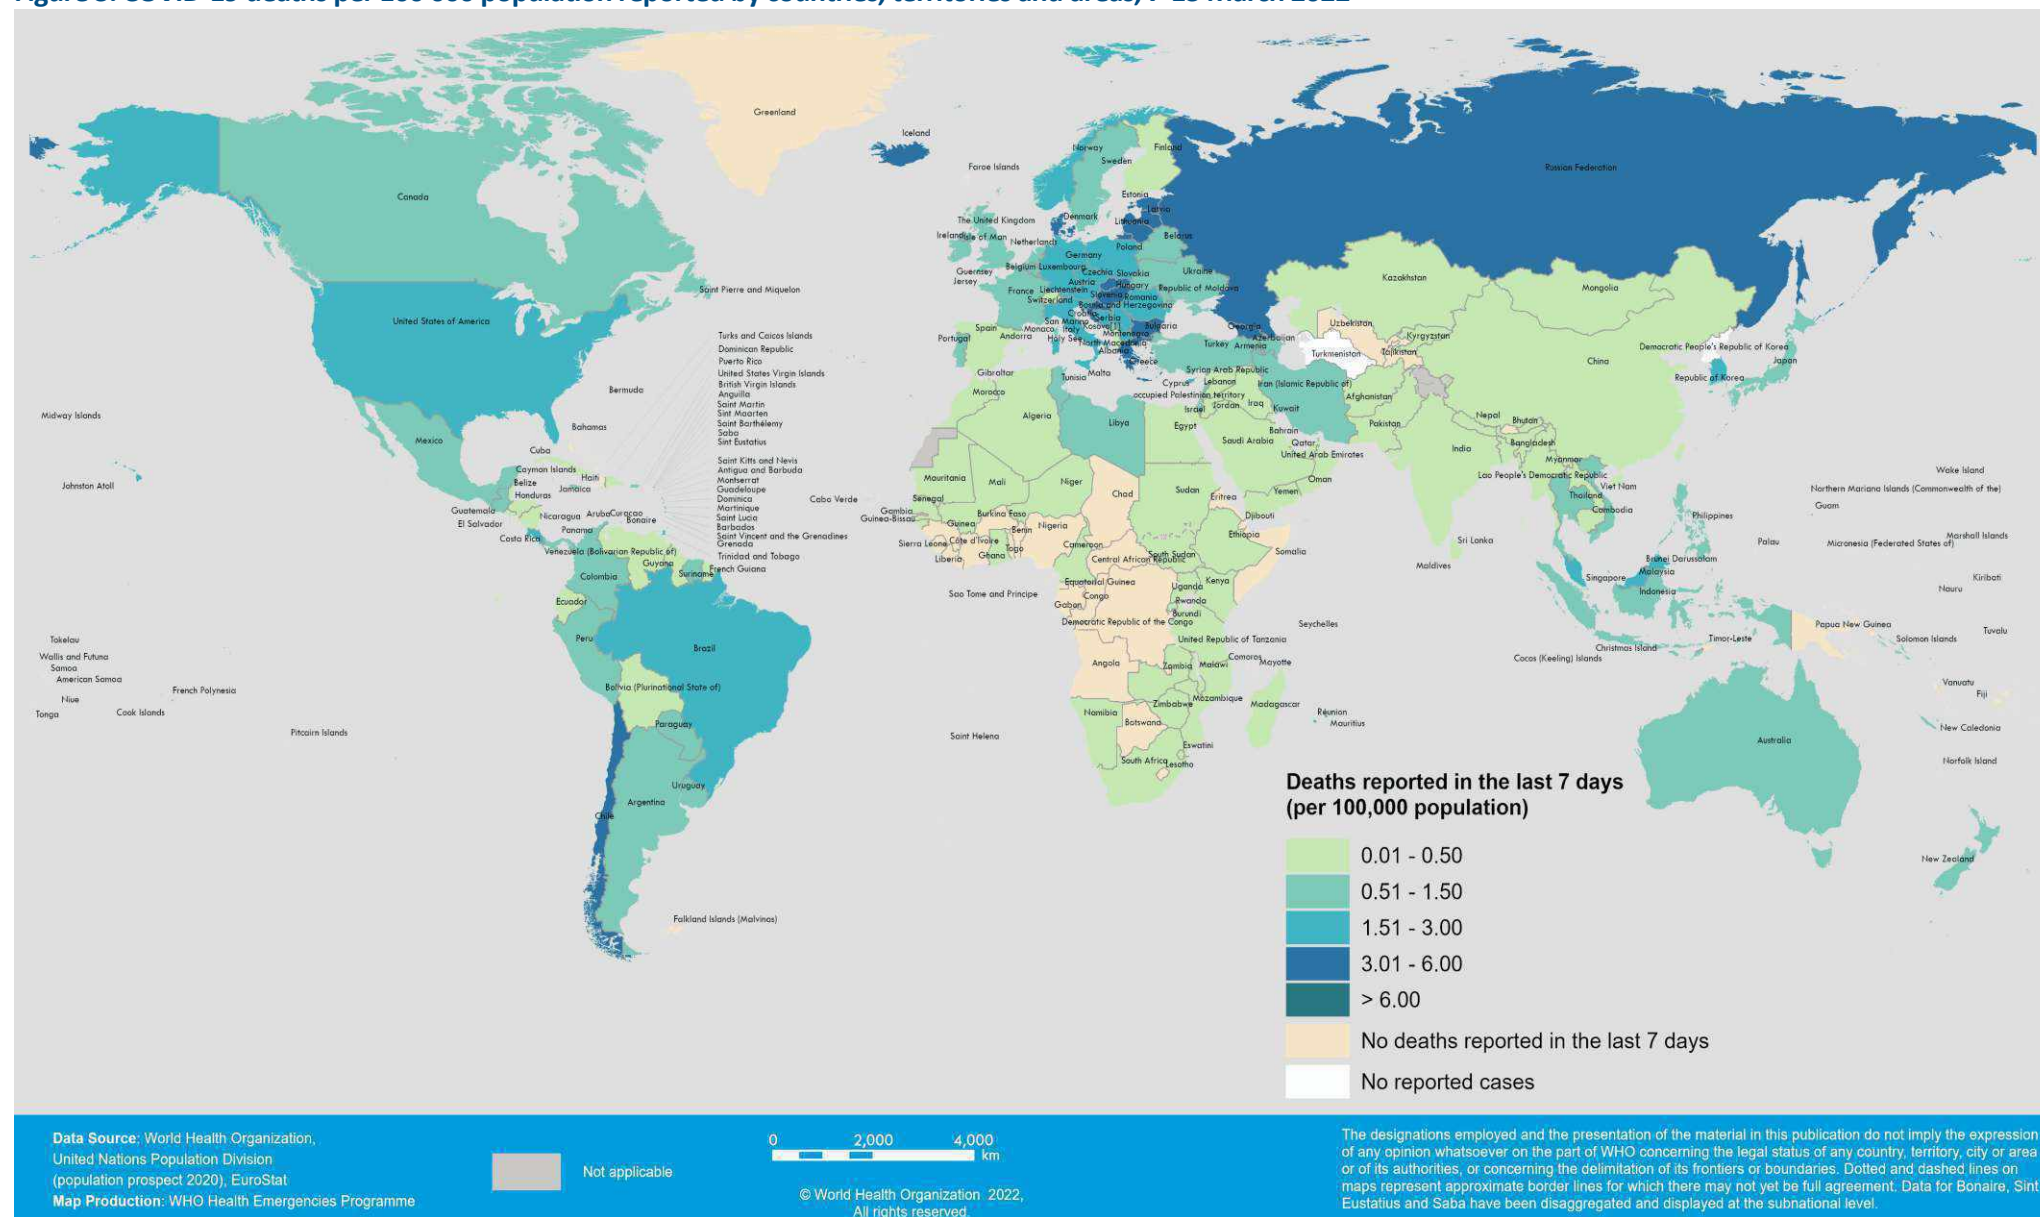 Figure 3. COVID-19 deaths per 100 000 population reported by countries, territories and areas, 7-13 March 2022
Greenland
Iceland
Faroe Islands
Norway
Sweden
Finland
Russian Federation
Canada
Estonia
Latvia
Lithuania
Denmark
The United Kingdom
Ireland
Isle of Man
Netherlands
Belarus
Poland
Germany
Guernsey
Jersey
Belgium
Luxembourg
Czechia
Slovakia
Ukraine
Austria
Hungary
Republic of Moldova
France
Liechtenstein
Switzerland
Slovenia
Romania
Bosnia and Herzegovina
Croatia
Serbia
San Marino
Monaco
Italy
Kosovo[1]
Bulgaria
Montenegro
Spain
Andorra
Holy See
North Macedonia
Albania
Portugal
Greece
Georgia
Azerbaijan
Turkey
Armenia
Kazakhstan
Mongolia
Uzbekistan
Kyrgyzstan
Turkmenistan
Tajikistan
Democratic People's Republic of Korea
China
Japan
Republic of Korea
Saint Pierre and Miquelon
United States of America
Turks and Caicos Islands
Dominican Republic
Puerto Rico
United States Virgin Islands
British Virgin Islands
Anguilla
Saint Martin
Sint Maarten
Saint Barthélemy
Saba
Sint Eustatius
Saint Kitts and Nevis
Antigua and Barbuda
Montserrat
Guadeloupe
Dominica
Martinique
Saint Lucia
Barbados
Saint Vincent and the Grenadines
Grenada
Trinidad and Tobago
French Guiana
Bermuda
Midway Islands
Bahamas
Mexico
Cuba
Cayman Islands
Haiti
Belize
Jamaica
Honduras
Johnston Atoll
Guatemala
El Salvador
Nicaragua
Aruba
Curacao
Bonaire
Panama
Costa Rica
Venezuela (Bolivarian Republic of)
Guyana
Suriname
Colombia
Ecuador
Peru
Brazil
Bolivia (Plurinational State of)
Paraguay
Uruguay
Argentina
Chile
Falkland Islands (Malvinas)
Tokelau
Wallis and Futuna
Samoa
American Samoa
Niue
Tonga
Cook Islands
French Polynesia
Pitcairn Islands
Gibraltar
Tunisia
Malta
Cyprus
Syrian Arab Republic
Lebanon
Iran (Islamic Republic of)
occupied Palestinian territory
Israel
Jordan
Iraq
Kuwait
Afghanistan
Morocco
Algeria
Libya
Egypt
Bahrain
Saudi Arabia
Qatar
United Arab Emirates
Pakistan
Nepal
Bhutan
India
Bangladesh
Myanmar
Lao People's Democratic Republic
Viet Nam
Thailand
Cambodia
Philippines
Mauritania
Mali
Niger
Chad
Sudan
Eritrea
Yemen
Oman
Cabo Verde
Senegal
Gambia
Guinea-Bissau
Guinea
Burkina Faso
Benin
Nigeria
Djibouti
Ethiopia
Somalia
Sierra Leone
Côte d'Ivoire
Liberia
Ghana
Togo
Cameroon
Central African Republic
South Sudan
Sri Lanka
Maldives
Equatorial Guinea
Sao Tome and Principe
Congo
Gabon
Uganda
Kenya
Rwanda
Burundi
Democratic Republic of the Congo
Seychelles
United Republic of Tanzania
Angola
Zambia
Malawi
Comoros
Mayotte
Zimbabwe
Mozambique
Madagascar
Réunion
Mauritius
Namibia
Botswana
Saint Helena
Eswatini
South Africa
Lesotho
Brunei Darussalam
Singapore
Malaysia
Indonesia
Timor-Leste
Christmas Island
Cocos (Keeling) Islands
Wake Island
Northern Mariana Islands (Commonwealth of the)
Guam
Marshall Islands
Palau
Micronesia (Federated States of)
Kiribati
Nauru
Papua New Guinea
Solomon Islands
Tuvalu
Vanuatu
Fiji
New Caledonia
Norfolk Island
Australia
New Zealand
Deaths reported in the last 7 days
(per 100,000 population)
0.01 - 0.50
0.51 - 1.50
1.51 - 3.00
3.01 - 6.00
> 6.00
No deaths reported in the last 7 days
No reported cases
Data Source: World Health Organization,
United Nations Population Division
(population prospect 2020), EuroStat
Map Production: WHO Health Emergencies Programme
Not applicable
0 2,000 4,000
km
© World Health Organization 2022,
All rights reserved.
The designations employed and the presentation of the material in this publication do not imply the expression
of any opinion whatsoever on the part of WHO concerning the legal status of any country, territory, city or area
or of its authorities, or concerning the delimitation of its frontiers or boundaries. Dotted and dashed lines on
maps represent approximate border lines for which there may not yet be full agreement. Data for Bonaire, Sint
Eustatius and Saba have been disaggregated and displayed at the subnational level.